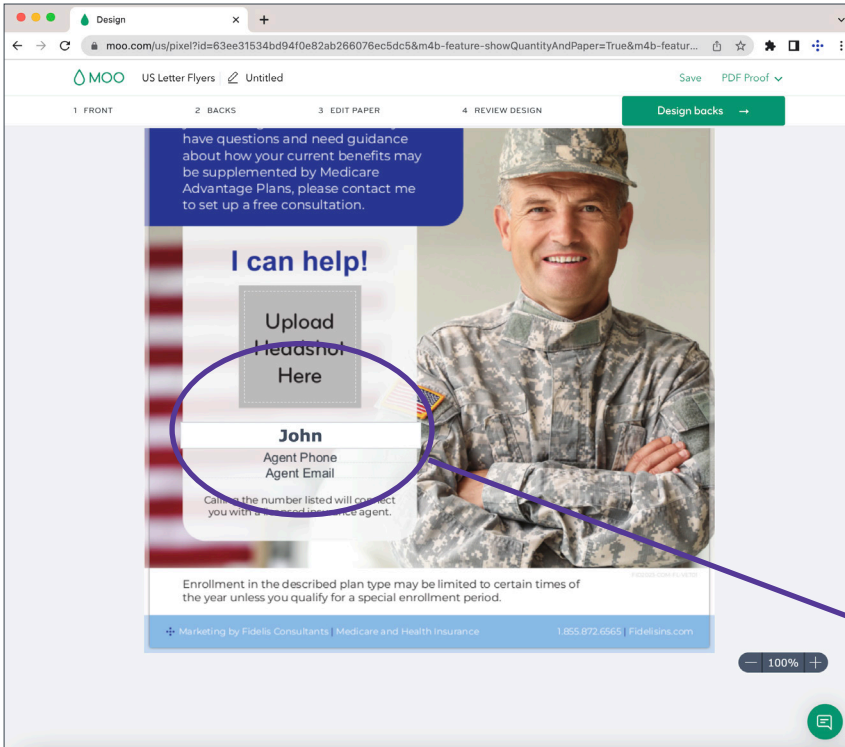 Design
moo.com/us/pixel?id=63ee31534bd94f0e82ab266076ec5dc5&m4b-feature-showQuantityAndPaper=True&m4b-featur...
MOO US Letter Flyers Untitled Save PDF Proof
1 FRONT 2 BACKS 3 EDIT PAPER 4 REVIEW DESIGN Design backs →
have questions and need guidance
about how your current benefits may
be supplemented by Medicare
Advantage Plans, please contact me
to set up a free consultation.
I can help!
Upload
Headshot
Here
John
Agent Phone
Agent Email
Calling the number listed will connect
you with a licensed insurance agent.
Enrollment in the described plan type may be limited to certain times of
the year unless you qualify for a special enrollment period.
Marketing by Fidelis Consultants | Medicare and Health Insurance 1.855.872.6565 | Fidelisins.com
100%